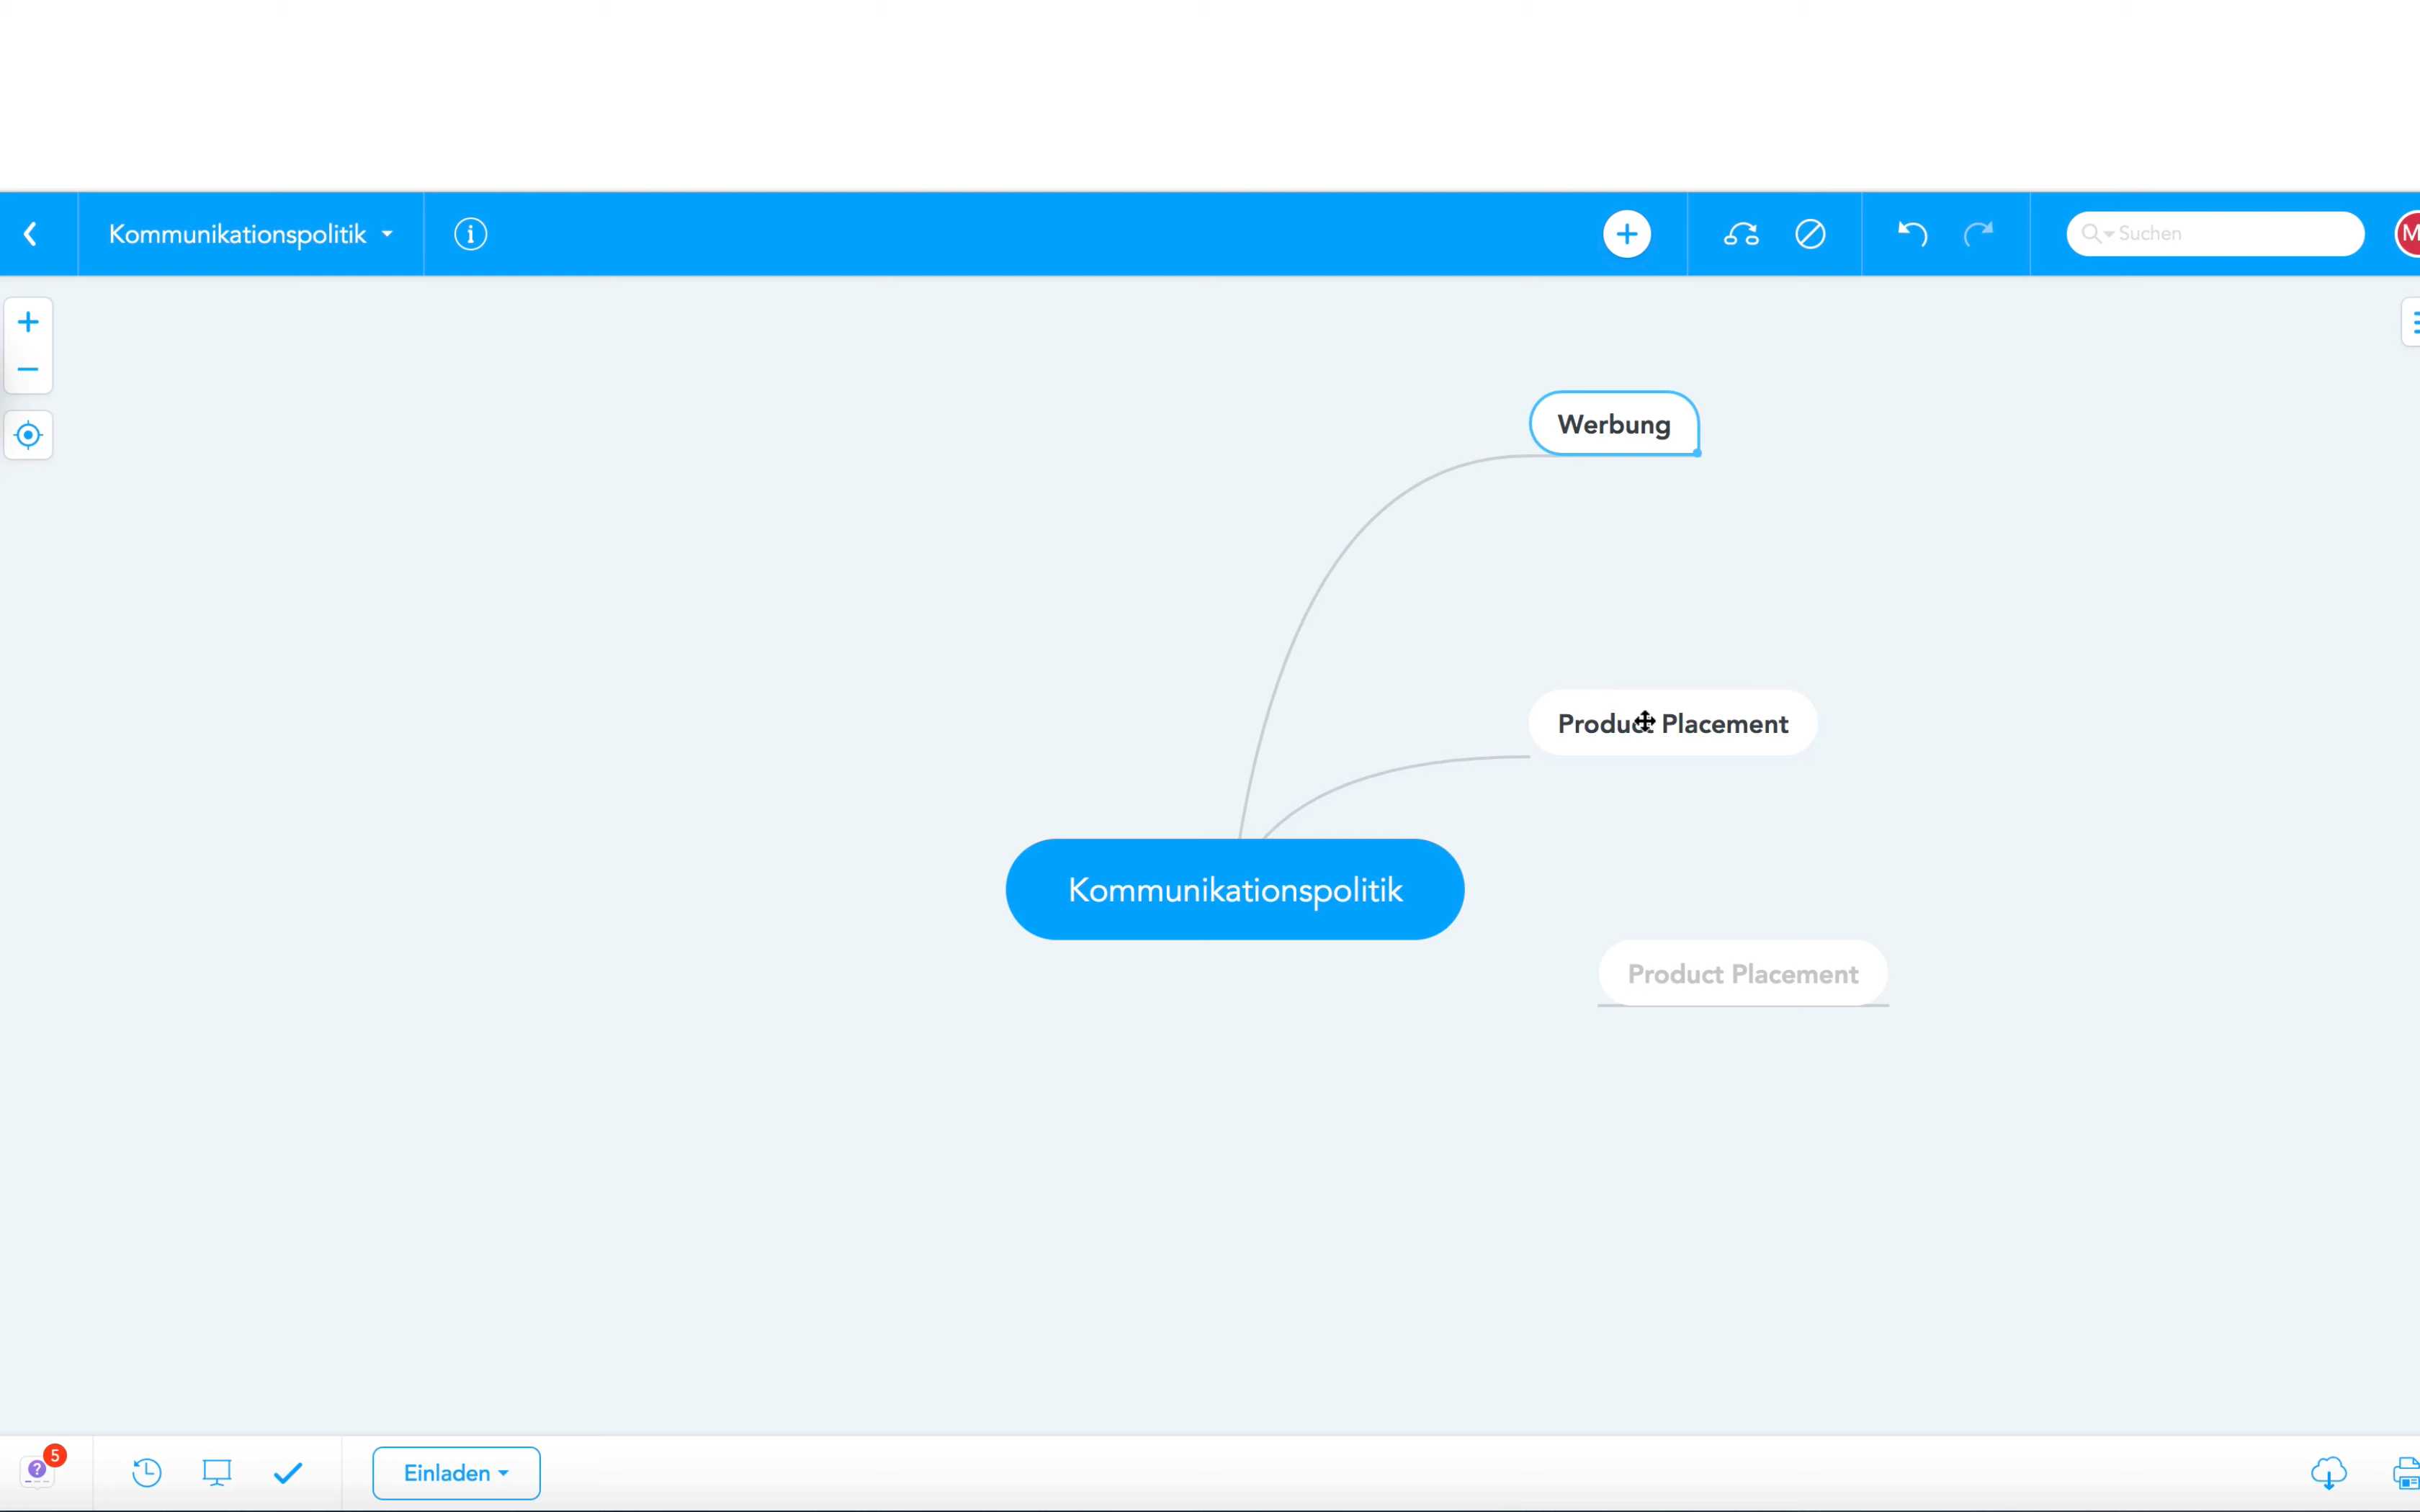 Kommunikationspolitik
i
Suchen
M
Werbung
Product Placement
Kommunikationspolitik
Product Placement
?
5
Einladen